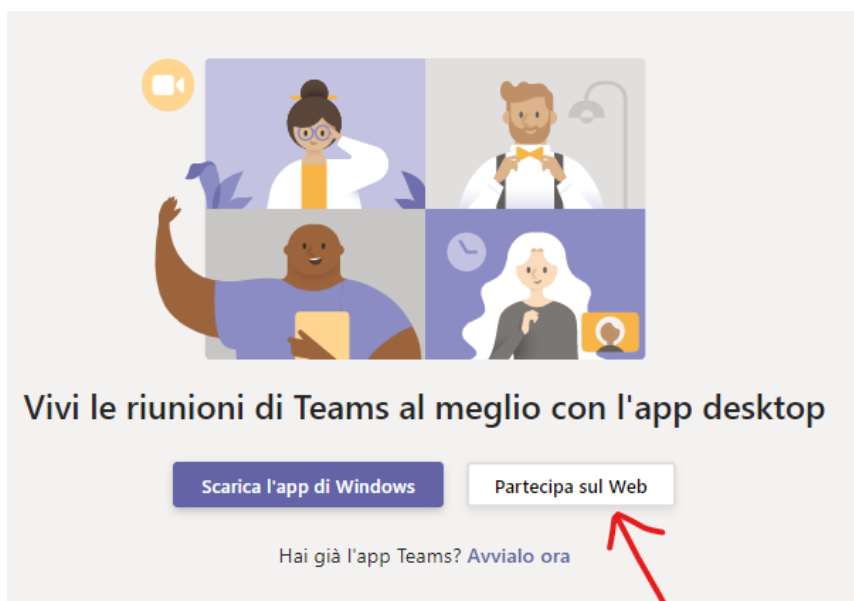 Vivi le riunioni di Teams al meglio con l'app desktop
Scarica l'app di Windows
Partecipa sul Web
Hai già l'app Teams? Avvialo ora